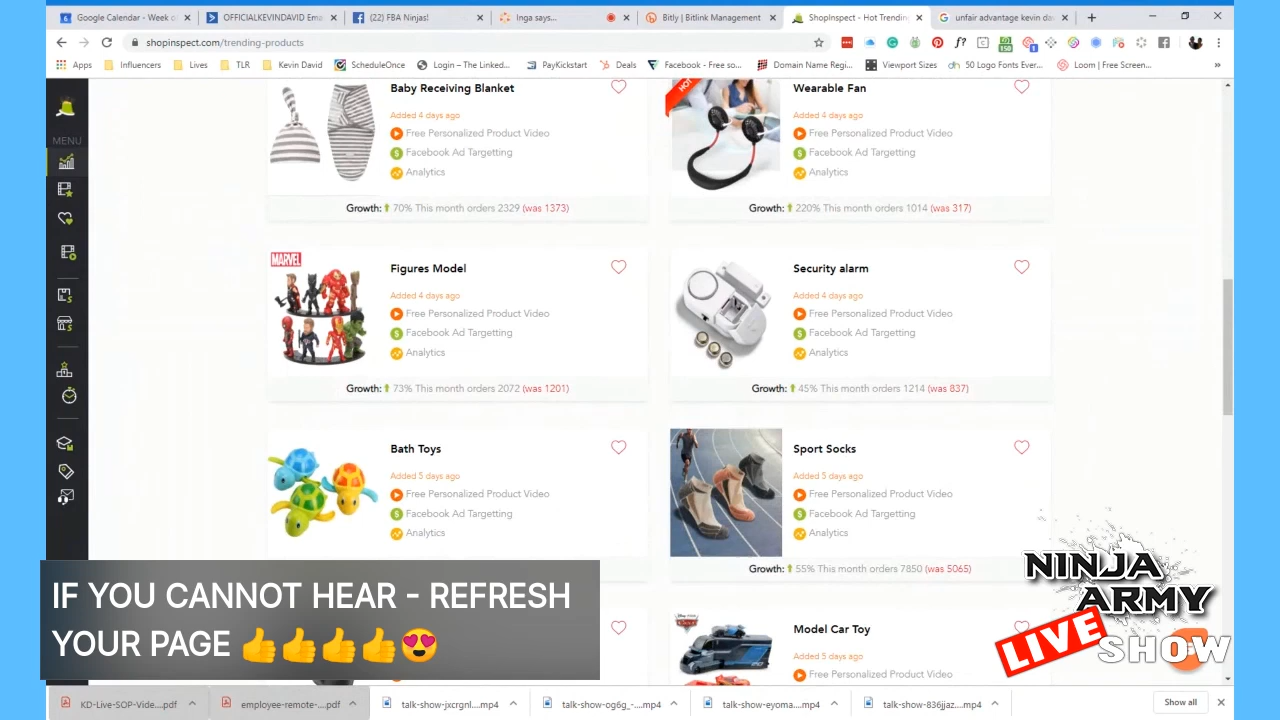 Google Calendar - Week o
OFFICIALKEVINDAVID Ema
(22) FBA Ninjas!
Inga says...
Bitly | Bitlink Management
ShopInspect - Hot Trendin
unfair advantage kevin da
shopinspect.com/trending-products
Apps Influencers Lives TLR Kevin David ScheduleOnce Login – The Linked... PayKickstart Deals Facebook - Free so... Domain Name Regi... Viewport Sizes 50 Logo Fonts Ever... Loom | Free Screen...
MENU
Baby Receiving Blanket
Added 4 days ago
Free Personalized Product Video
Facebook Ad Targetting
Analytics
Growth: 70% This month orders 2329 (was 1373)
HOT
Wearable Fan
Added 4 days ago
Free Personalized Product Video
Facebook Ad Targetting
Analytics
Growth: 220% This month orders 1014 (was 317)
MARVEL
Figures Model
Added 4 days ago
Free Personalized Product Video
Facebook Ad Targetting
Analytics
Growth: 73% This month orders 2072 (was 1201)
Security alarm
Added 4 days ago
Free Personalized Product Video
Facebook Ad Targetting
Analytics
Growth: 45% This month orders 1214 (was 837)
Bath Toys
Added 5 days ago
Free Personalized Product Video
Facebook Ad Targetting
Analytics
Sport Socks
Added 5 days ago
Free Personalized Product Video
Facebook Ad Targetting
Analytics
Growth: 55% This month orders 7850 (was 5065)
Model Car Toy
Added 5 days ago
Free Personalized Product Video
IF YOU CANNOT HEAR - REFRESH
YOUR PAGE 👍👍👍👍😍
NINJA
ARMY
LIVE SHOW
KD-Live-SOP-Vide....pdf
employee-remote-....pdf
talk-show-jxcrgnl....mp4
talk-show-og6g_-....mp4
talk-show-eyoma....mp4
talk-show-836jjaz....mp4
Show all